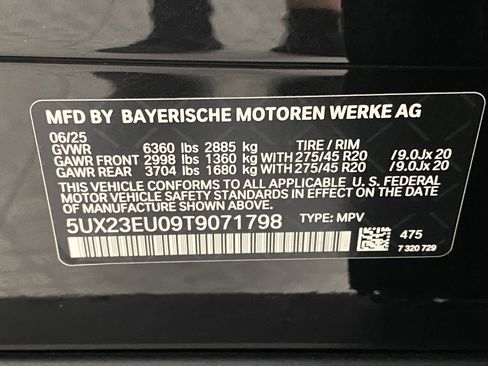 MFD BY BAYERISCHE MOTOREN WERKE AG
06/25
GVWR 6360 lbs 2885 kg TIRE / RIM
GAWR FRONT 2998 lbs 1360 kg WITH 275/45 R20 /9.0Jx 20
GAWR REAR 3704 lbs 1680 kg WITH 275/45 R20 /9.0Jx 20
THIS VEHICLE CONFORMS TO ALL APPLICABLE U. S. FEDERAL
MOTOR VEHICLE SAFETY STANDARDS IN EFFECT ON THE DATE
OF MANUFACTURE SHOWN ABOVE.
5UX23EU09T9071798 TYPE: MPV
475
7 320 729